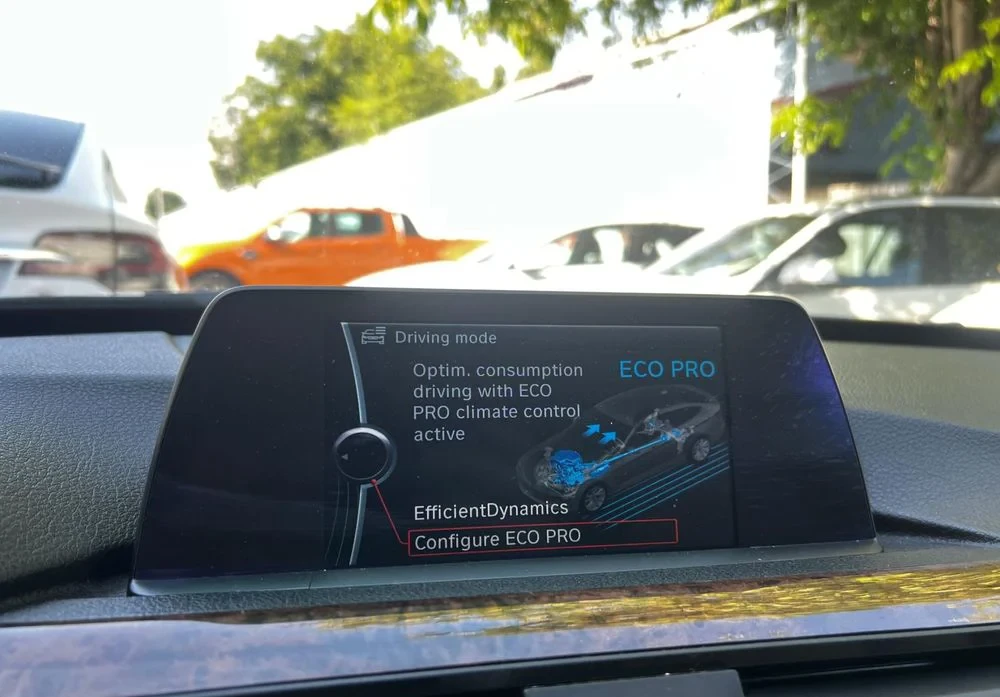 Driving mode
Optim. consumption
driving with ECO
PRO climate control
active
ECO PRO
EfficientDynamics
Configure ECO PRO